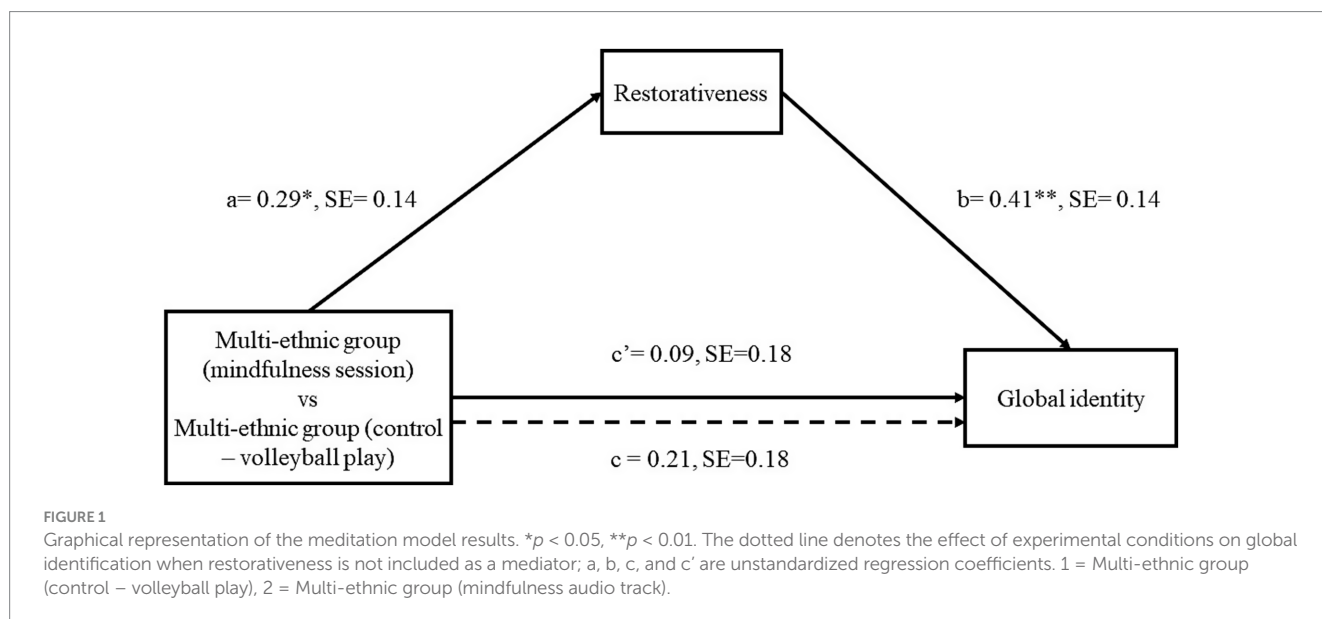 Restorativeness
a= 0.29*, SE= 0.14
b= 0.41**, SE= 0.14
Multi-ethnic group
(mindfulness session)
vs
Multi-ethnic group (control
– volleyball play)
c’= 0.09, SE=0.18
Global identity
c = 0.21, SE=0.18
FIGURE 1
Graphical representation of the meditation model results. *p < 0.05, **p < 0.01. The dotted line denotes the effect of experimental conditions on global
identification when restorativeness is not included as a mediator; a, b, c, and c’ are unstandardized regression coefficients. 1 = Multi-ethnic group
(control – volleyball play), 2 = Multi-ethnic group (mindfulness audio track).